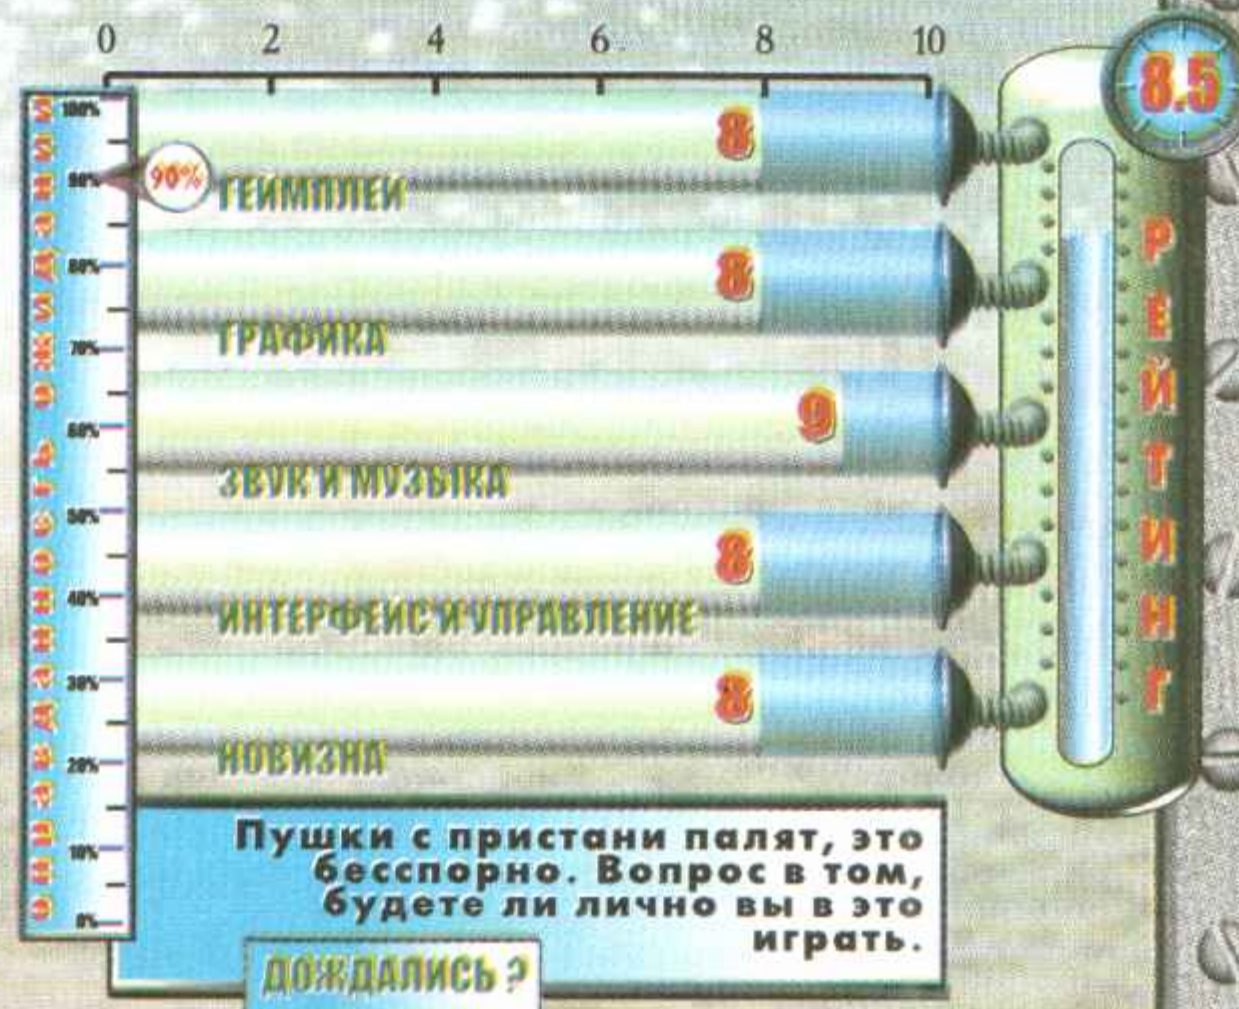 0 2 4 6 8 10
8.5
100%
90%
80%
70%
60%
50%
40%
30%
20%
10%
0%
оправданность ожиданий
90%
8
ГЕЙМПЛЕЙ
8
ГРАФИКА
9
ЗВУК И МУЗЫКА
8
ИНТЕРФЕЙС И УПРАВЛЕНИЕ
8
НОВИЗНА
РЕЙТИНГ
Пушки с пристани палят, это
бесспорно. Вопрос в том,
будете ли лично вы в это
играть.
ДОЖДАЛИСЬ?